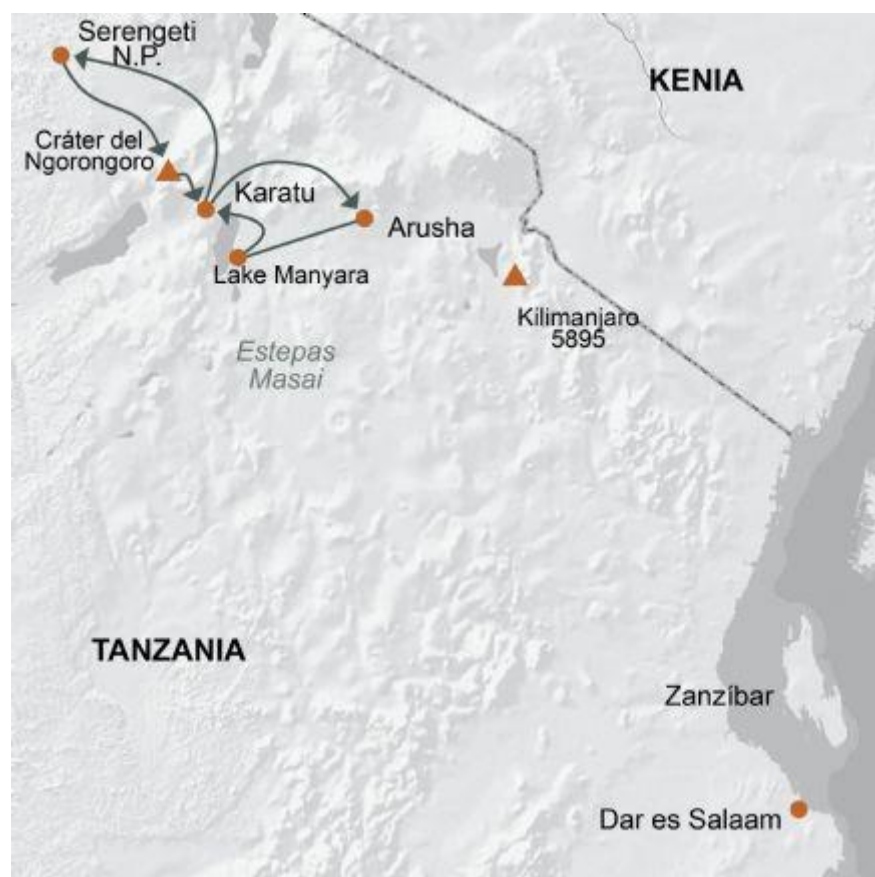 Serengeti
N.P.
KENIA
Cráter del
Ngorongoro
Karatu
Arusha
Lake Manyara
Kilimanjaro
5895
Estepas
Masai
TANZANIA
Zanzíbar
Dar es Salaam